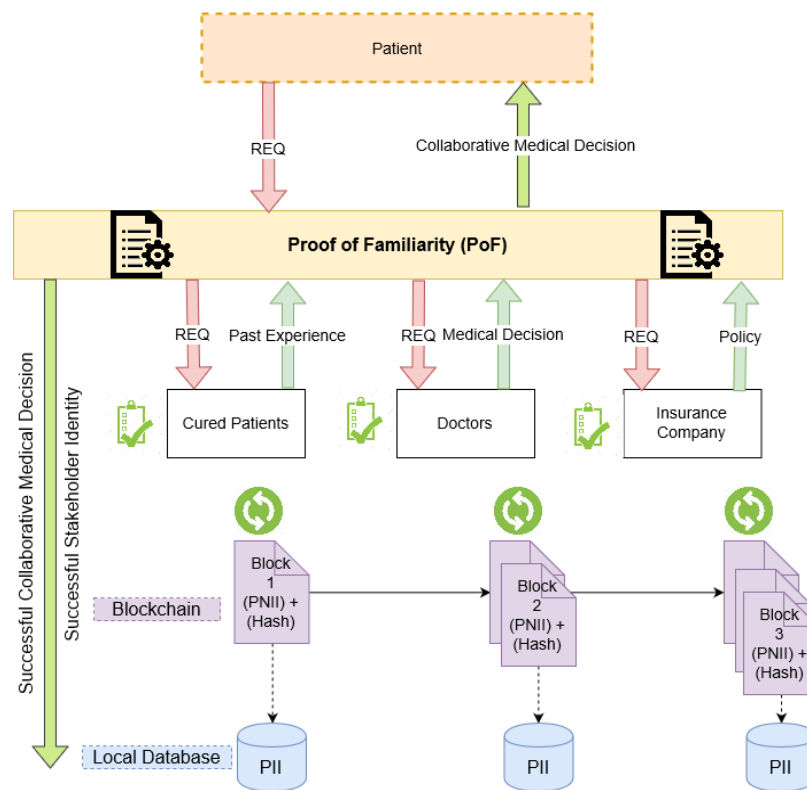 Patient
REQ
Collaborative Medical Decision
Proof of Familiarity (PoF)
REQ
Past Experience
REQ
Medical Decision
REQ
Policy
Cured Patients
Doctors
Insurance
Company
Successful Collaborative Medical Decision
Successful Stakeholder Identity
Blockchain
Block
1
(PNII) +
(Hash)
Block
2
(PNII) +
(Hash)
Block
3
(PNII) +
(Hash)
Local Database
PII
PII
PII